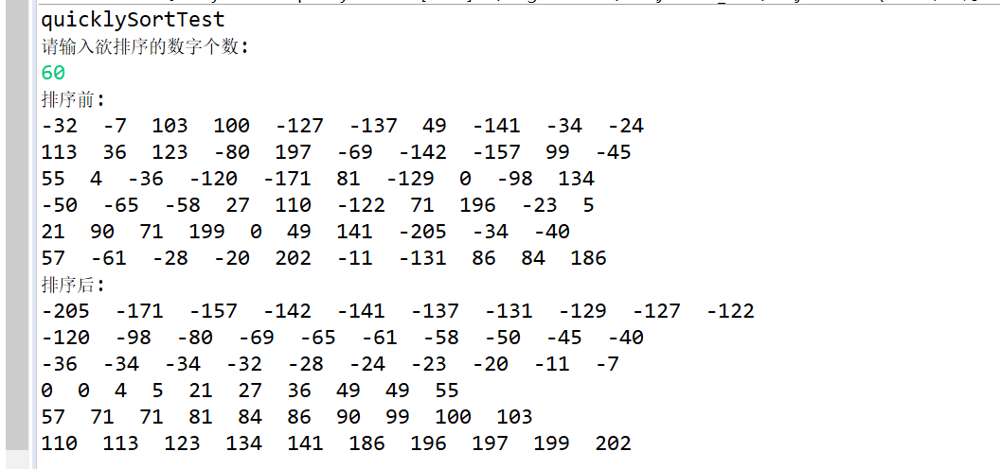 quicklySortTest
请输入欲排序的数字个数:
60
排序前:
-32 -7 103 100 -127 -137 49 -141 -34 -24
113 36 123 -80 197 -69 -142 -157 99 -45
55 4 -36 -120 -171 81 -129 0 -98 134
-50 -65 -58 27 110 -122 71 196 -23 5
21 90 71 199 0 49 141 -205 -34 -40
57 -61 -28 -20 202 -11 -131 86 84 186
排序后:
-205 -171 -157 -142 -141 -137 -131 -129 -127 -122
-120 -98 -80 -69 -65 -61 -58 -50 -45 -40
-36 -34 -34 -32 -28 -24 -23 -20 -11 -7
0 0 4 5 21 27 36 49 49 55
57 71 71 81 84 86 90 99 100 103
110 113 123 134 141 186 196 197 199 202